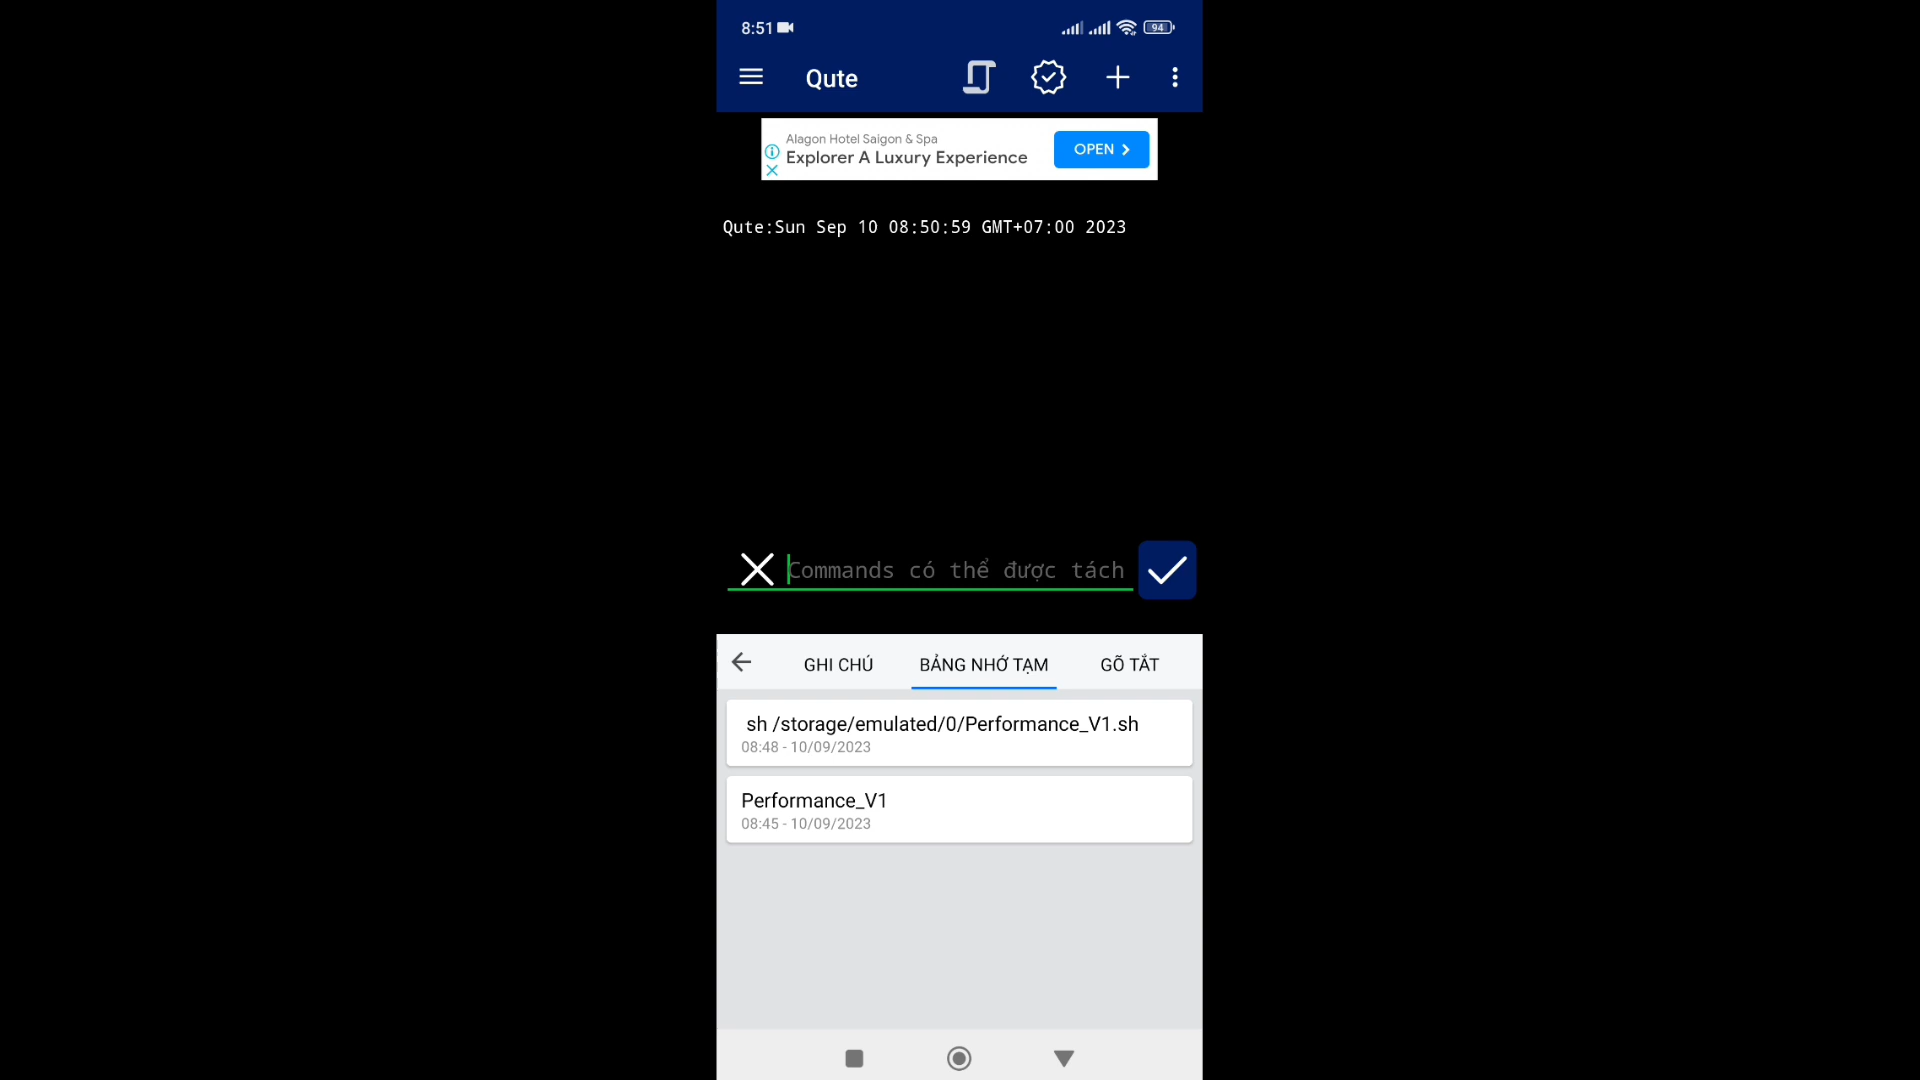 8:51
94
Qute
Alagon Hotel Saigon & Spa
Explorer A Luxury Experience
OPEN
Qute:Sun Sep 10 08:50:59 GMT+07:00 2023
Commands có thể được tách
GHI CHÚ
BẢNG NHỚ TẠM
GÕ TẮT
sh /storage/emulated/0/Performance_V1.sh
08:48 - 10/09/2023
Performance_V1
08:45 - 10/09/2023